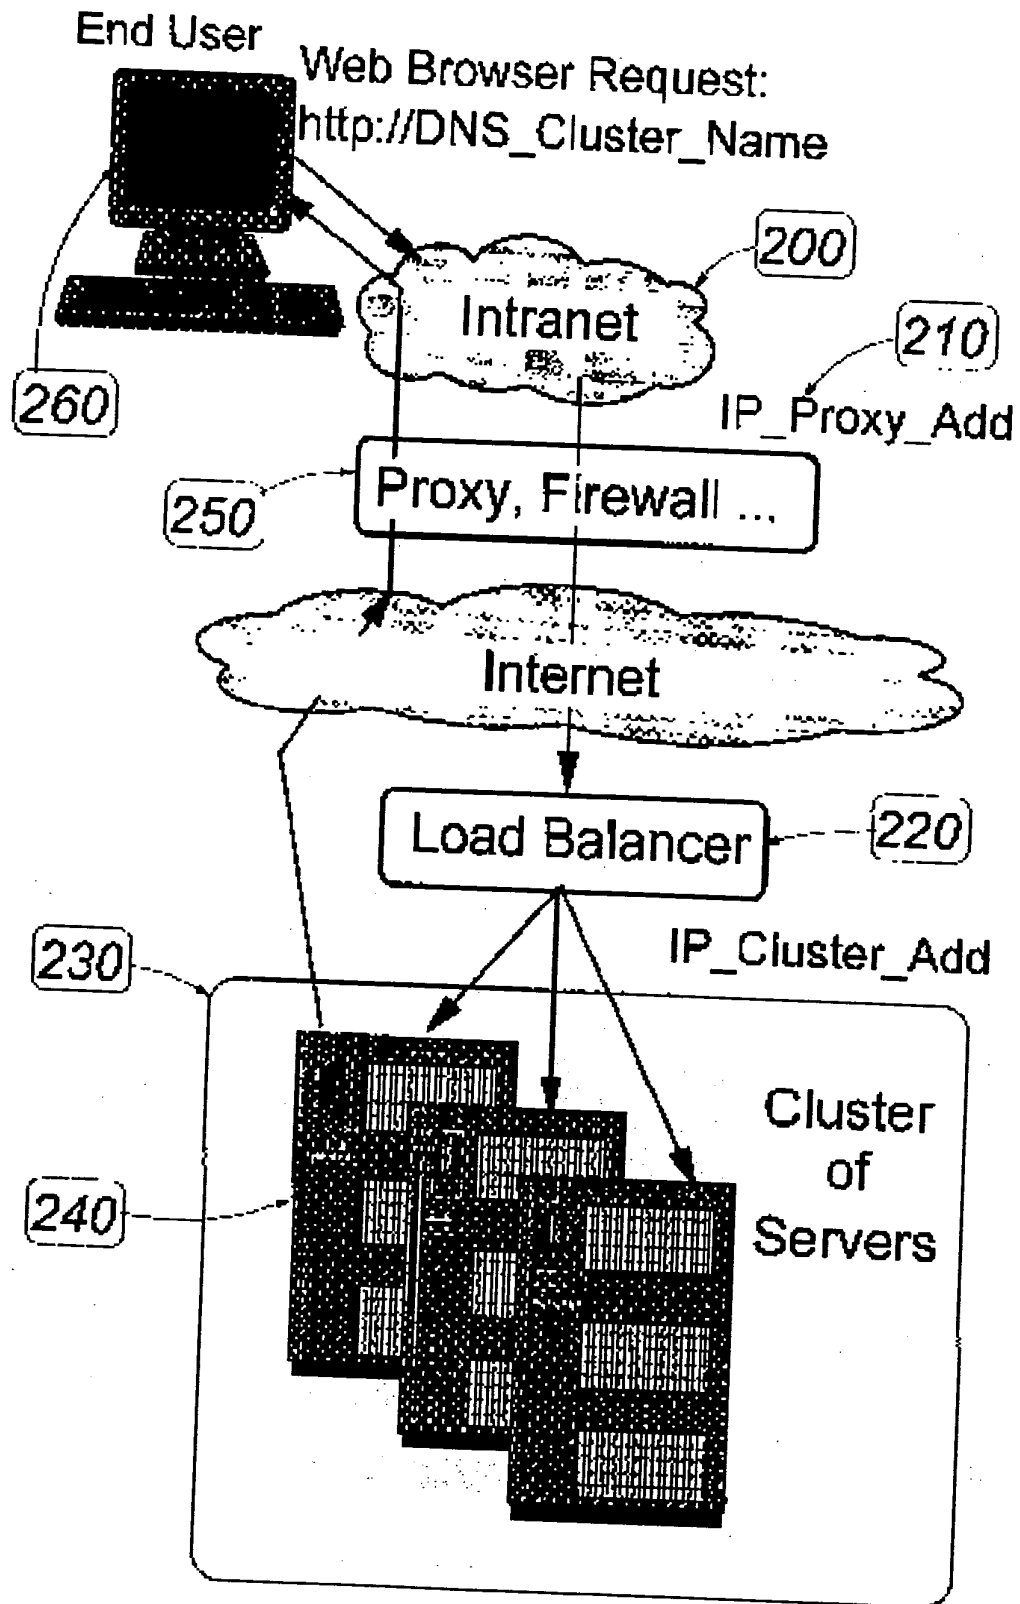 End User
Web Browser Request:
http://DNS_Cluster_Name
200
Intranet
210
260
IP_Proxy_Add
250
Proxy, Firewall ...
Internet
Load Balancer
220
230
IP_Cluster_Add
Cluster
of
Servers
240